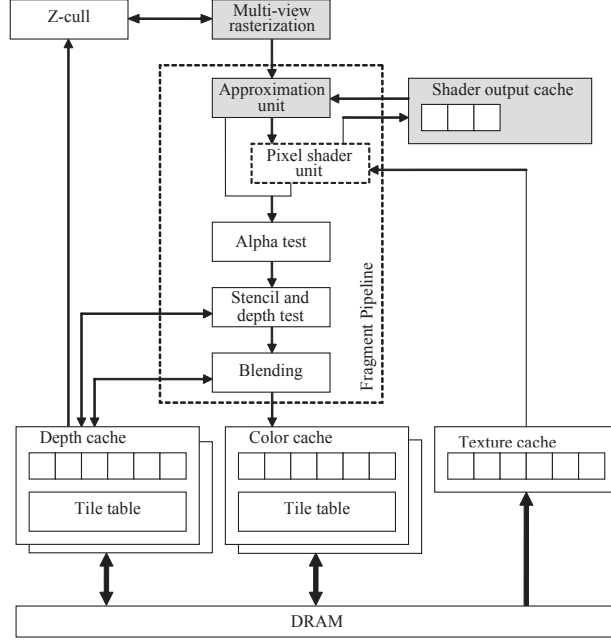 Z-cull
Multi-view
rasterization
Approximation
unit
Shader output cache
Pixel shader
unit
Alpha test
Stencil and
depth test
Blending
Fragment Pipeline
Depth cache
Tile table
Color cache
Tile table
Texture cache
DRAM